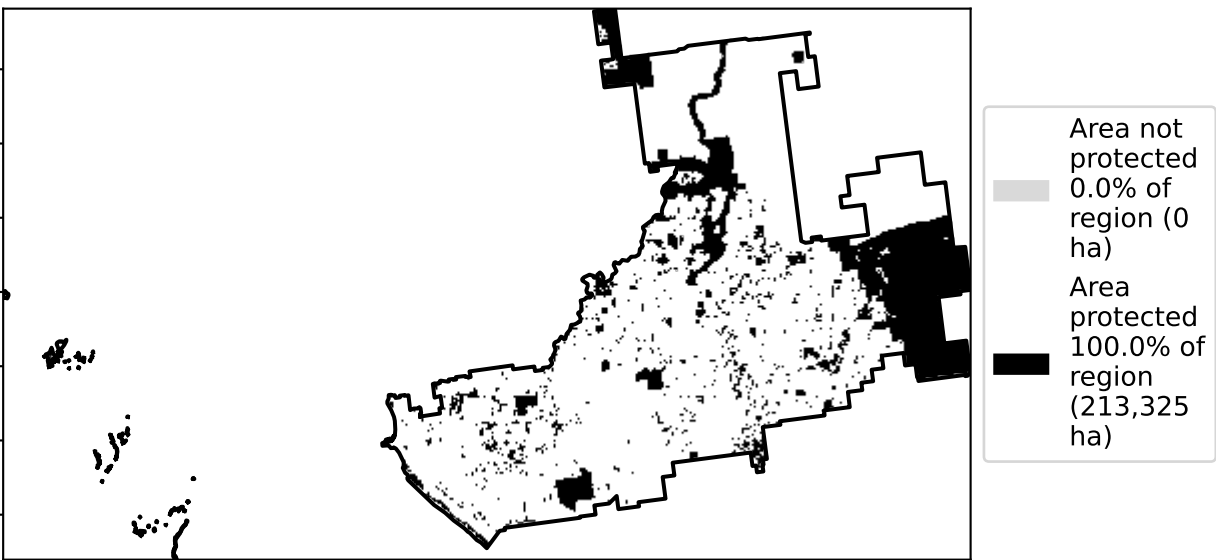 Area not
protected
0.0% of
region (0
ha)
Area
protected
100.0% of
region
(213,325
ha)